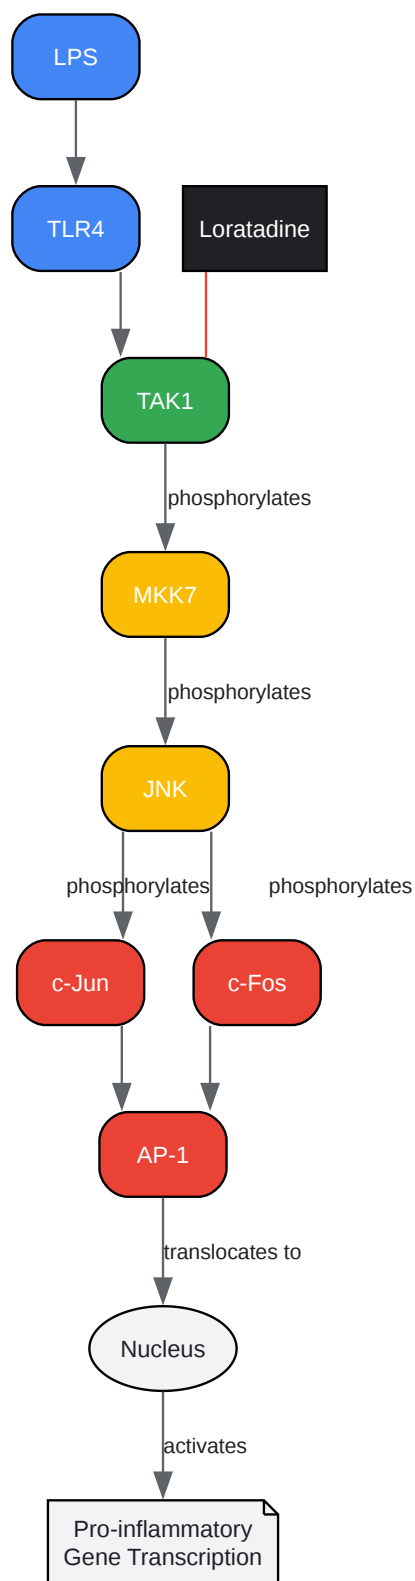 LPS
TLR4
Loratadine
TAK1
phosphorylates
MKK7
phosphorylates
JNK
phosphorylates
phosphorylates
c-Jun
c-Fos
AP-1
translocates to
Nucleus
activates
Pro-inflammatory
Gene Transcription